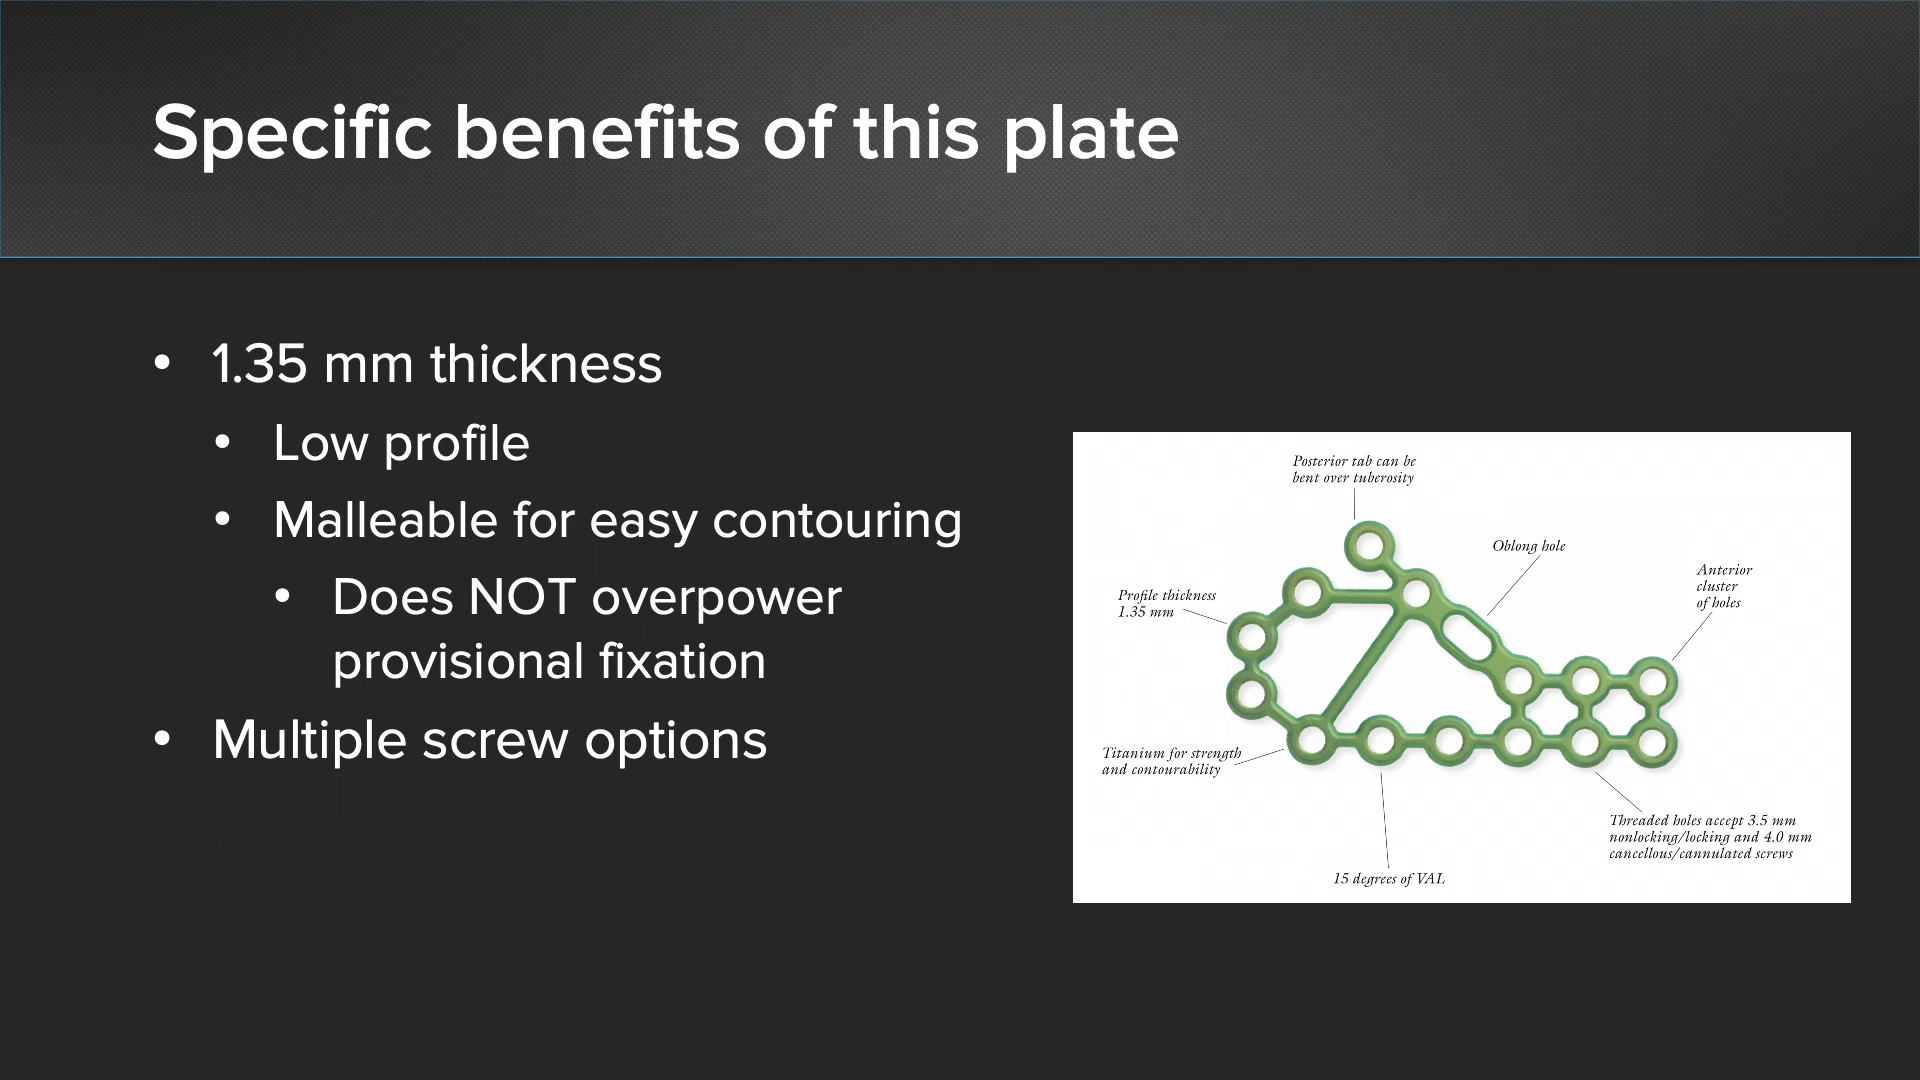 Specific benefits of this plate
• 1.35 mm thickness
• Low profile
• Malleable for easy contouring
• Does NOT overpower
provisional fixation
• Multiple screw options
Posterior tab can be
bent over tuberosity
Oblong hole
Anterior
cluster
of holes
Profile thickness
1.35 mm
Titanium for strength
and contourability
Threaded holes accept 3.5 mm
nonlocking/locking and 4.0 mm
cancellous/cannulated screws
15 degrees of VAL